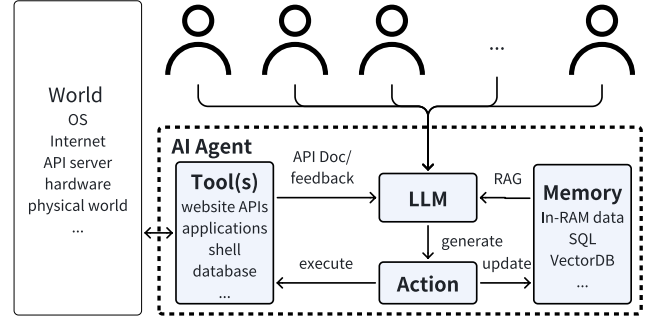 ...
World
OS
Internet
API server
hardware
physical world
...
AI Agent
Tool(s)
website APIs
applications
shell
database
...
API Doc/
feedback
LLM
RAG
generate
execute
Action
update
Memory
In-RAM data
SQL
VectorDB
...